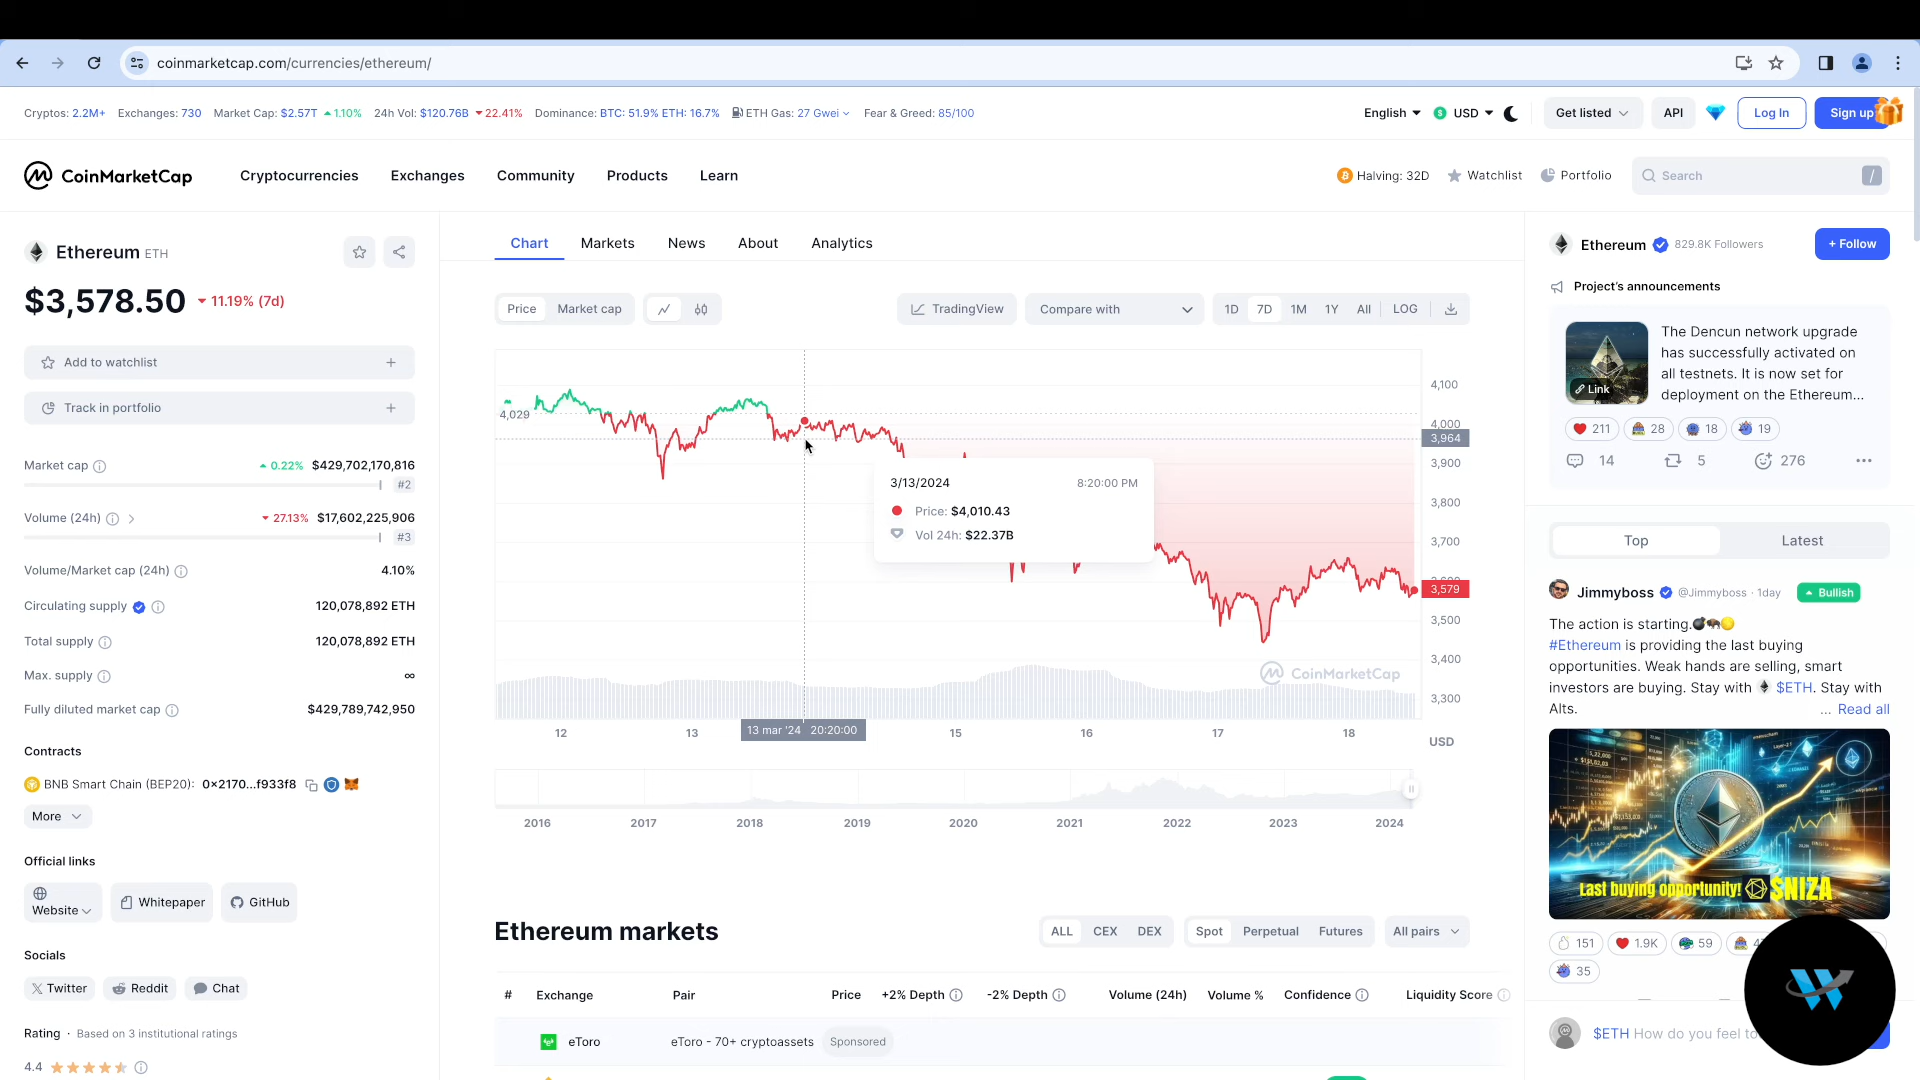 coinmarketcap.com/currencies/ethereum/
Cryptos: 2.2M+ Exchanges: 730 Market Cap: $2.57T 1.10% 24h Vol: $120.76B 22.41% Dominance: BTC: 51.9% ETH: 16.7% ETH Gas: 27 Gwei Fear & Greed: 85/100
English USD Get listed API Log In Sign up
CoinMarketCap Cryptocurrencies Exchanges Community Products Learn
Halving: 32D Watchlist Portfolio Search /
Ethereum ETH
$3,578.50 11.19% (7d)
Add to watchlist +
Track in portfolio +
Market cap 0.22% $429,702,170,816
#2
Volume (24h) 27.13% $17,602,225,906
#3
Volume/Market cap (24h) 4.10%
Circulating supply 120,078,892 ETH
Total supply 120,078,892 ETH
Max. supply ∞
Fully diluted market cap $429,789,742,950
Contracts
BNB Smart Chain (BEP20): 0x2170...f933f8
More
Official links
Website Whitepaper GitHub
Socials
Twitter Reddit Chat
Rating · Based on 3 institutional ratings
4.4
Chart Markets News About Analytics
Price Market cap TradingView Compare with 1D 7D 1M 1Y All LOG
4,029
4,100
4,000
3,964
3,900
3,800
3,700
3,579
3,500
3,400
3,300
3/13/2024 8:20:00 PM
Price: $4,010.43
Vol 24h: $22.37B
CoinMarketCap
12 13 13 mar '24 20:20:00 15 16 17 18
USD
2016 2017 2018 2019 2020 2021 2022 2023 2024
Ethereum markets
ALL CEX DEX Spot Perpetual Futures All pairs
# Exchange Pair Price +2% Depth -2% Depth Volume (24h) Volume % Confidence Liquidity Score
eToro eToro - 70+ cryptoassets Sponsored
Ethereum 829.8K Followers + Follow
Project's announcements
The Dencun network upgrade
has successfully activated on
all testnets. It is now set for
deployment on the Ethereum...
Link
211 28 18 19
14 5 276
Top Latest
Jimmyboss @Jimmyboss · 1day Bullish
The action is starting.
#Ethereum is providing the last buying
opportunities. Weak hands are selling, smart
investors are buying. Stay with $ETH. Stay with
Alts.
... Read all
Last buying opportunity! $NIZA
151 1.9K 59
35
$ETH How do you feel